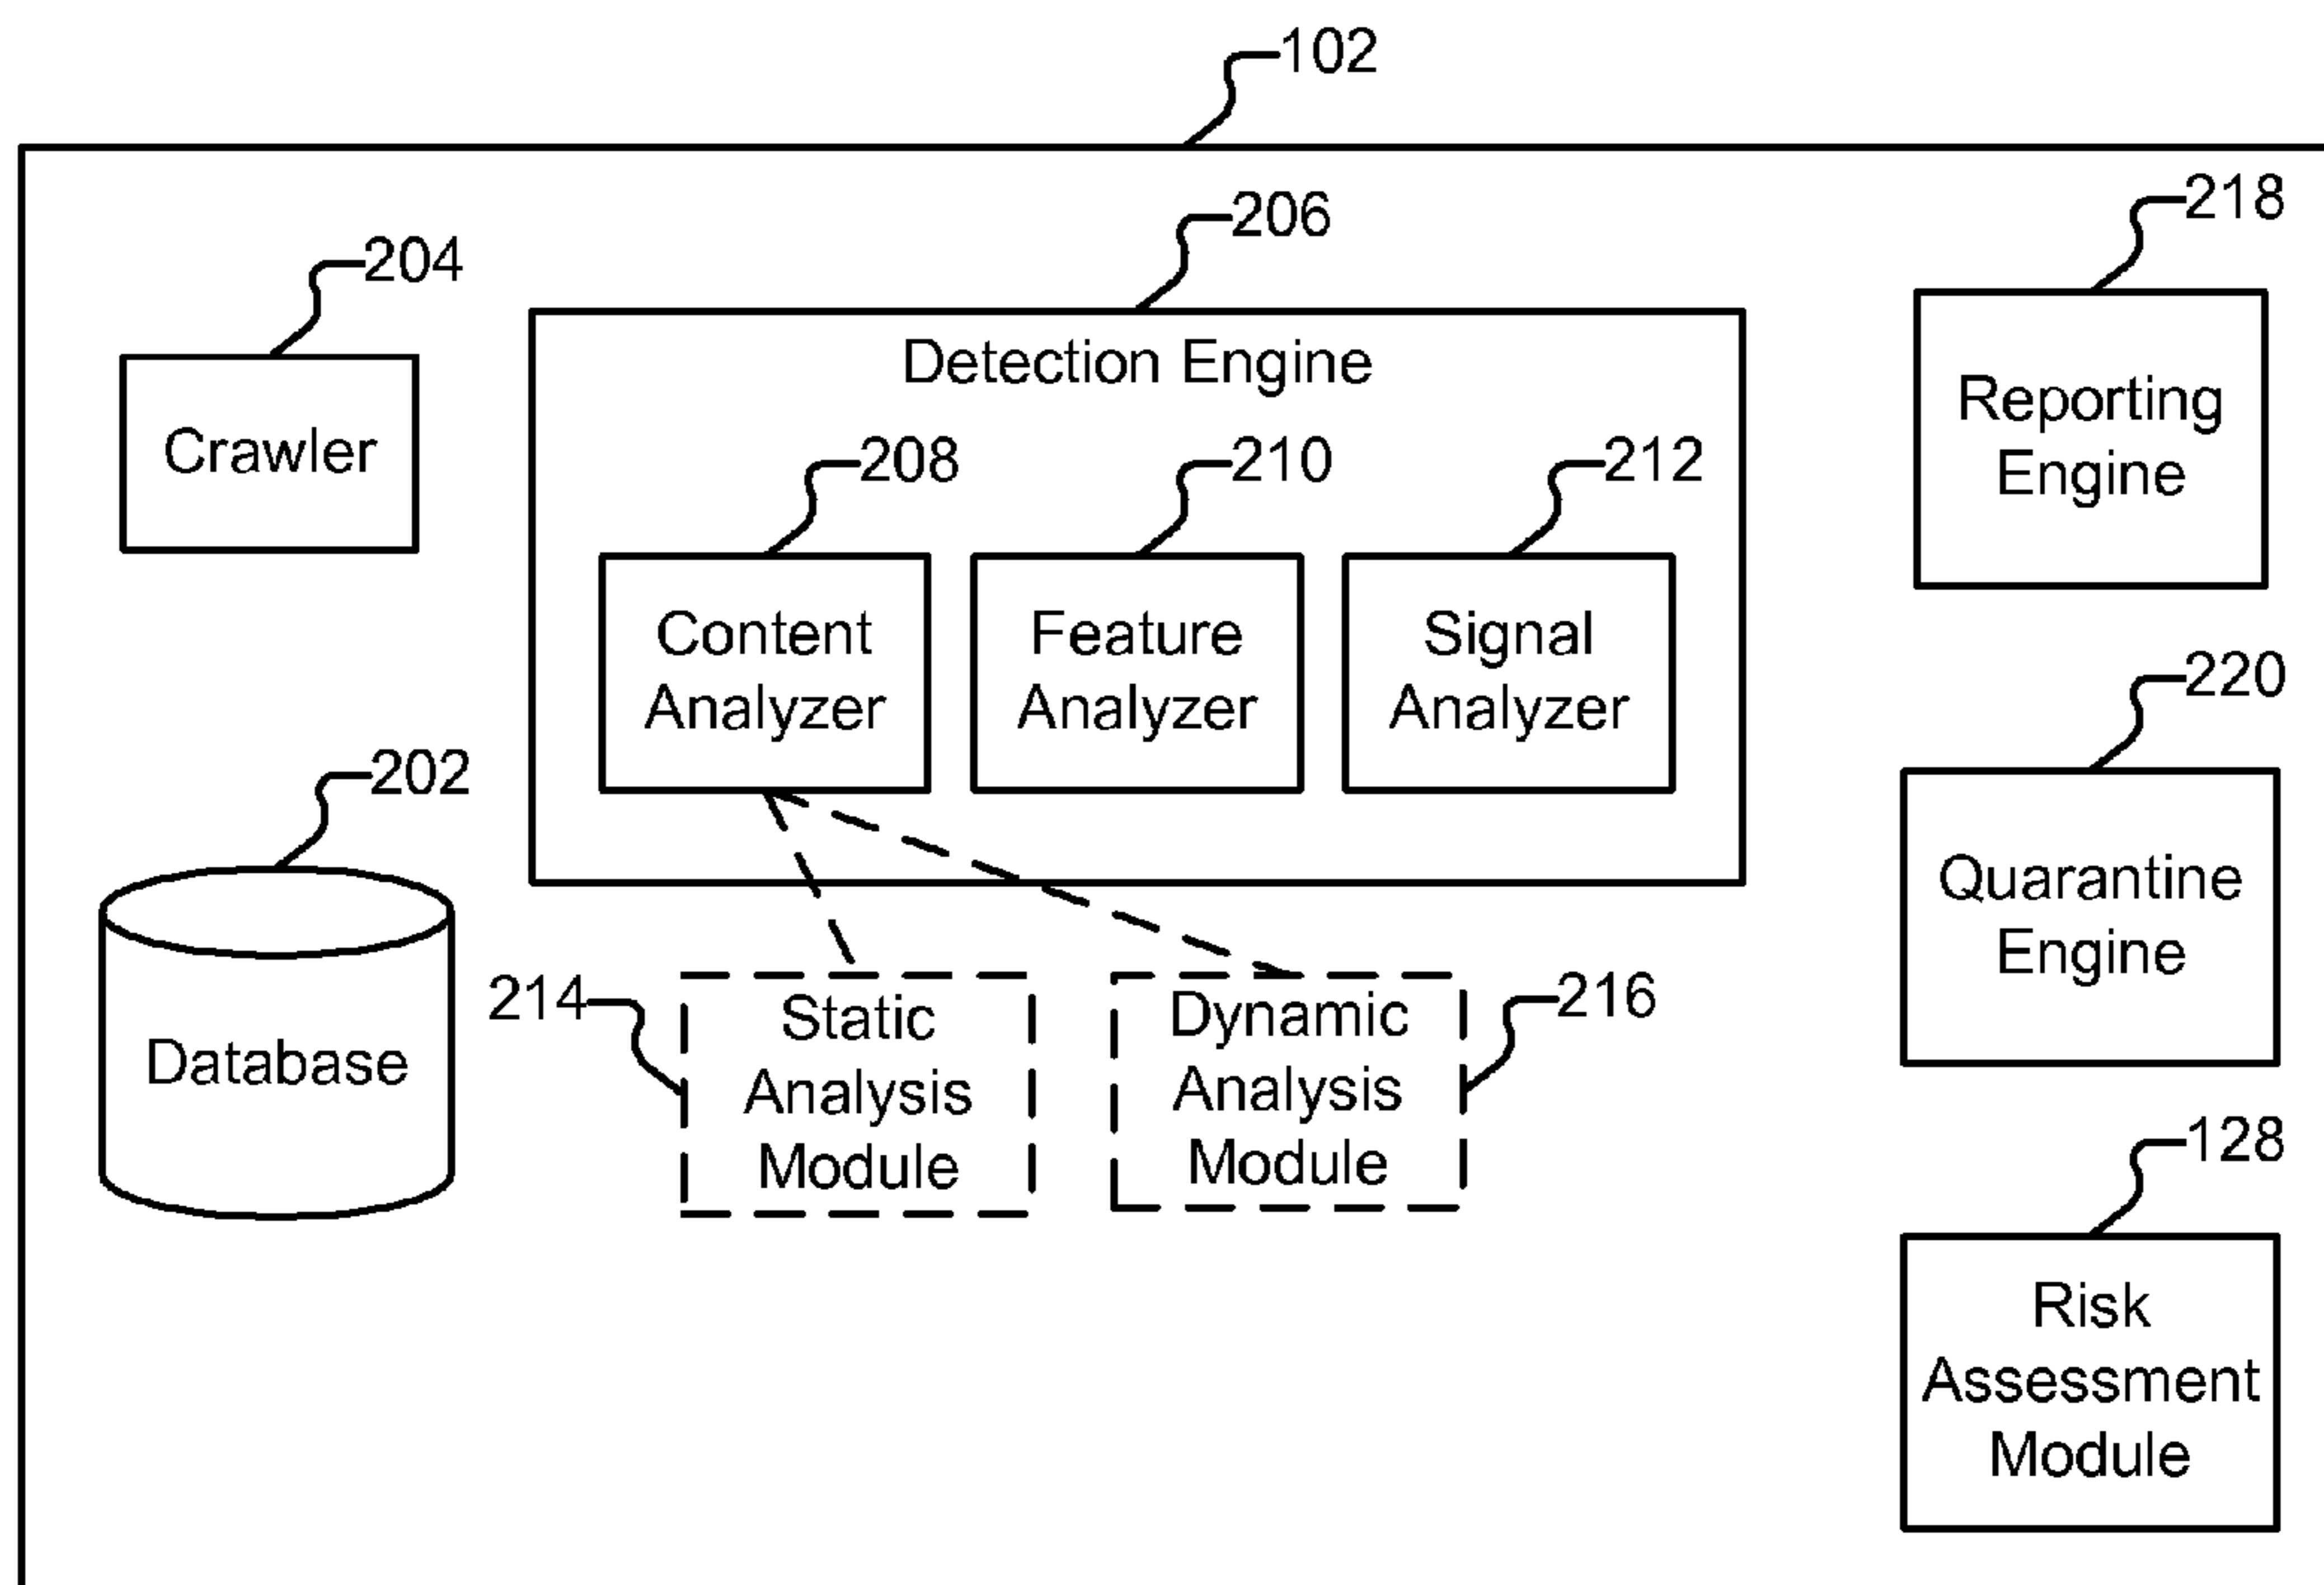 102
204
Crawler
202
Database
206
Detection Engine
208
Content
Analyzer
210
Feature
Analyzer
212
Signal
Analyzer
214
Static
Analysis
Module
216
Dynamic
Analysis
Module
218
Reporting
Engine
220
Quarantine
Engine
128
Risk
Assessment
Module